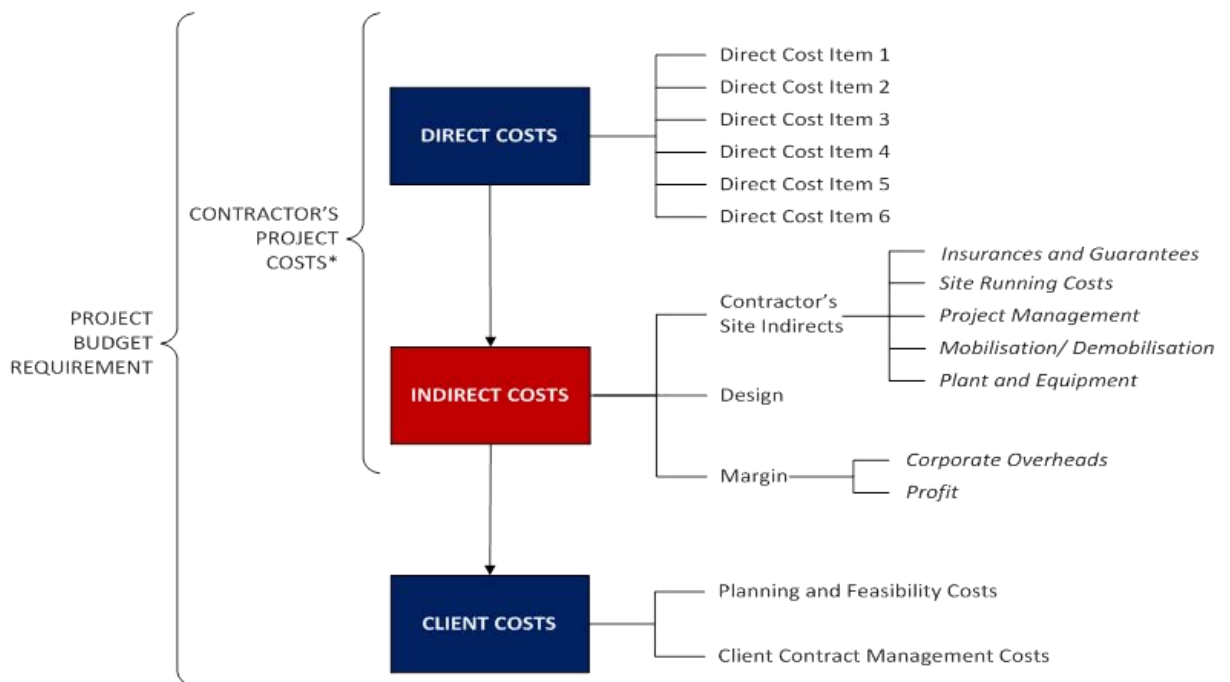 PROJECT
BUDGET
REQUIREMENT
CONTRACTOR'S
PROJECT
COSTS*
DIRECT COSTS
Direct Cost Item 1
Direct Cost Item 2
Direct Cost Item 3
Direct Cost Item 4
Direct Cost Item 5
Direct Cost Item 6
INDIRECT COSTS
Contractor's
Site Indirects
Insurances and Guarantees
Site Running Costs
Project Management
Mobilisation/ Demobilisation
Plant and Equipment
Design
Margin
Corporate Overheads
Profit
CLIENT COSTS
Planning and Feasibility Costs
Client Contract Management Costs